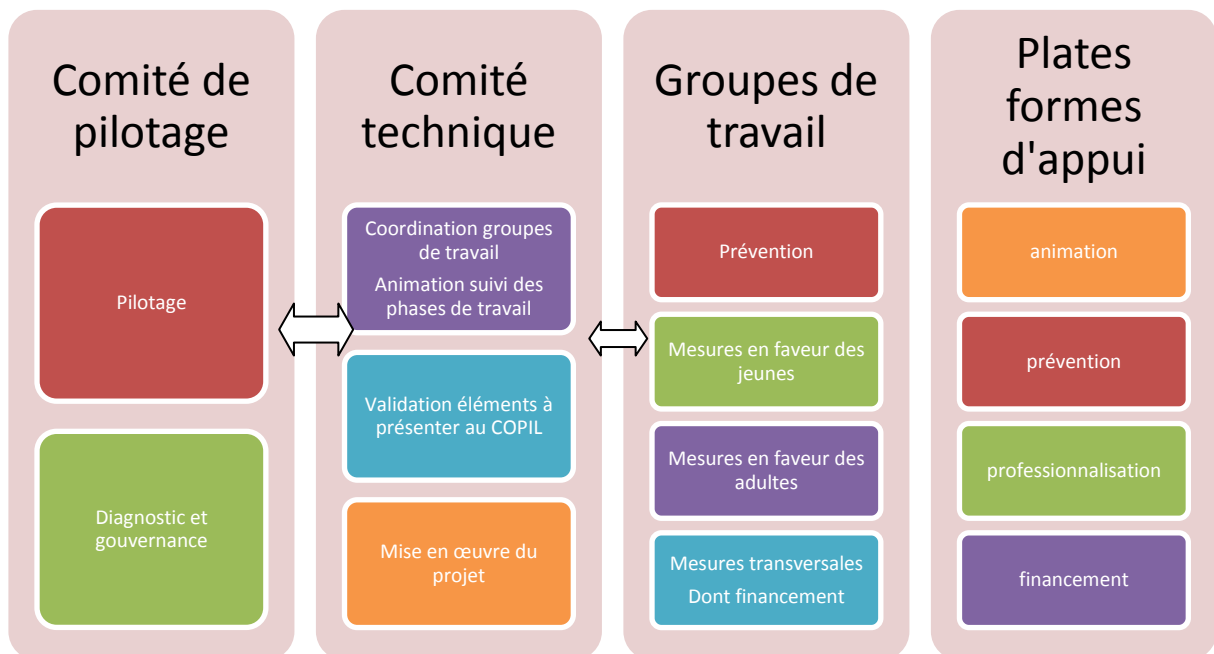 Comité de
pilotage
Pilotage
Diagnostic et
gouvernance
Comité
technique
Coordination groupes
de travail
Animation suivi des
phases de travail
Validation éléments à
présenter au COPIL
Mise en œuvre du
projet
Groupes de
travail
Prévention
Mesures en faveur des
jeunes
Mesures en faveur des
adultes
Mesures transversales
Dont financement
Plates
formes
d'appui
animation
prévention
professionnalisation
financement